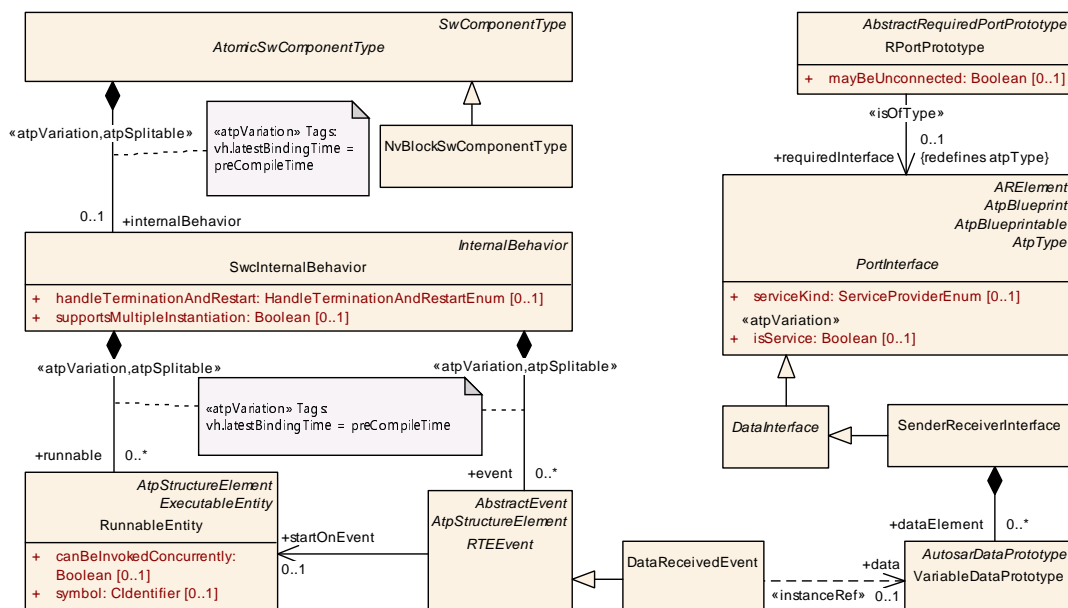 SwComponentType
AtomicSwComponentType
«atpVariation,atpSplitable»
«atpVariation» Tags:
vh.latestBindingTime =
preCompileTime
NvBlockSwComponentType
0..1
+internalBehavior
InternalBehavior
SwcInternalBehavior
+ handleTerminationAndRestart: HandleTerminationAndRestartEnum [0..1]
+ supportsMultipleInstantiation: Boolean [0..1]
«atpVariation,atpSplitable»
«atpVariation,atpSplitable»
«atpVariation» Tags:
vh.latestBindingTime = preCompileTime
+runnable
0..*
+event
0..*
AtpStructureElement
ExecutableEntity
RunnableEntity
+ canBeInvokedConcurrently:
Boolean [0..1]
+ symbol: CIdentifier [0..1]
+startOnEvent
0..1
AbstractEvent
AtpStructureElement
RTEEvent
DataReceivedEvent
AbstractRequiredPortPrototype
RPortPrototype
+ mayBeUnconnected: Boolean [0..1]
«isOfType»
0..1
+requiredInterface
{redefines atpType}
ARElement
AtpBlueprint
AtpBlueprintable
AtpType
PortInterface
+ serviceKind: ServiceProviderEnum [0..1]
«atpVariation»
+ isService: Boolean [0..1]
DataInterface
SenderReceiverInterface
+dataElement
0..*
+data
«instanceRef»
0..1
AutosarDataPrototype
VariableDataPrototype